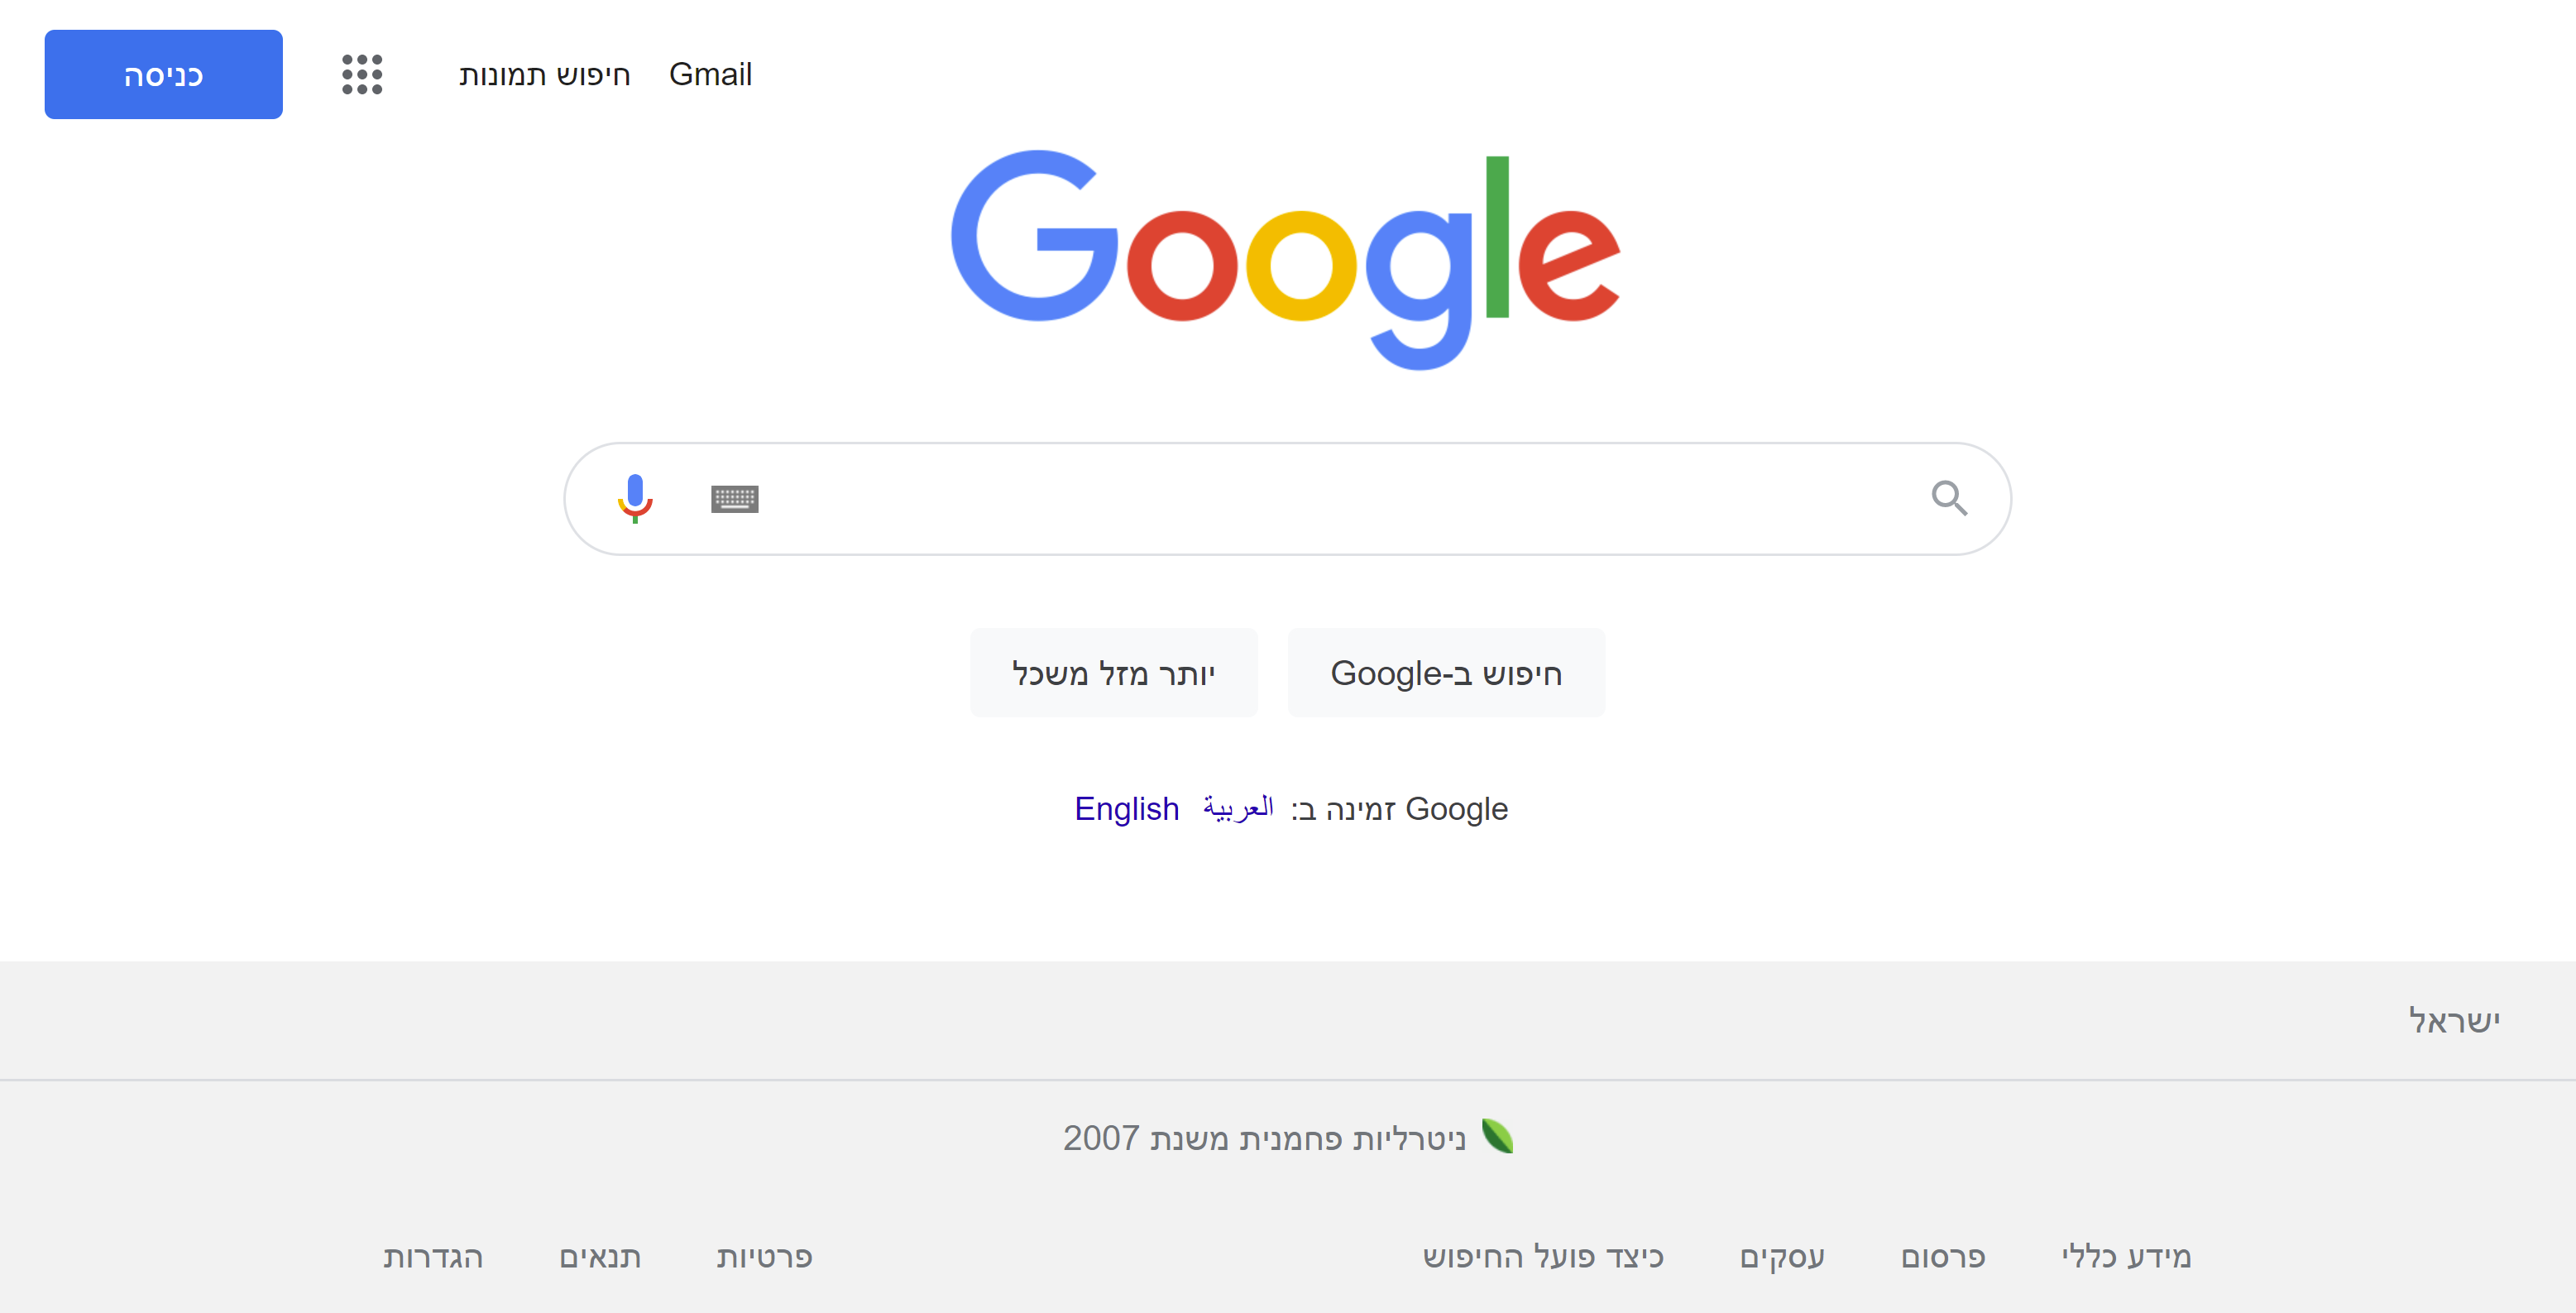 Gmail חיפוש תמונות כניסה
Google
חיפוש ב-Google יותר מזל משכל
Google זמינה ב: العربية English
ישראל
ניטרליות פחמנית משנת 2007
מידע כללי פרסום עסקים כיצד פועל החיפוש פרטיות תנאים הגדרות